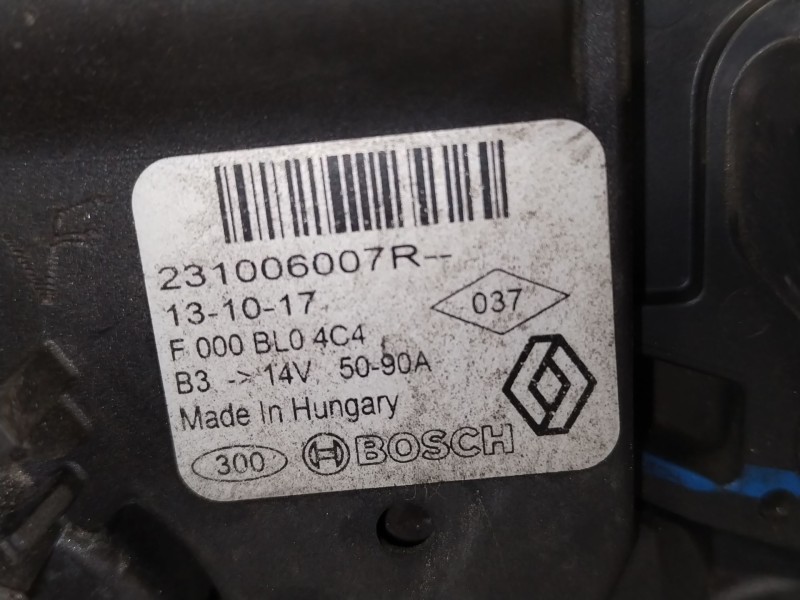 231006007R--
13-10-17
037
F 000 BL0 4C4
B3 -> 14V 50-90A
Made In Hungary
300 BOSCH